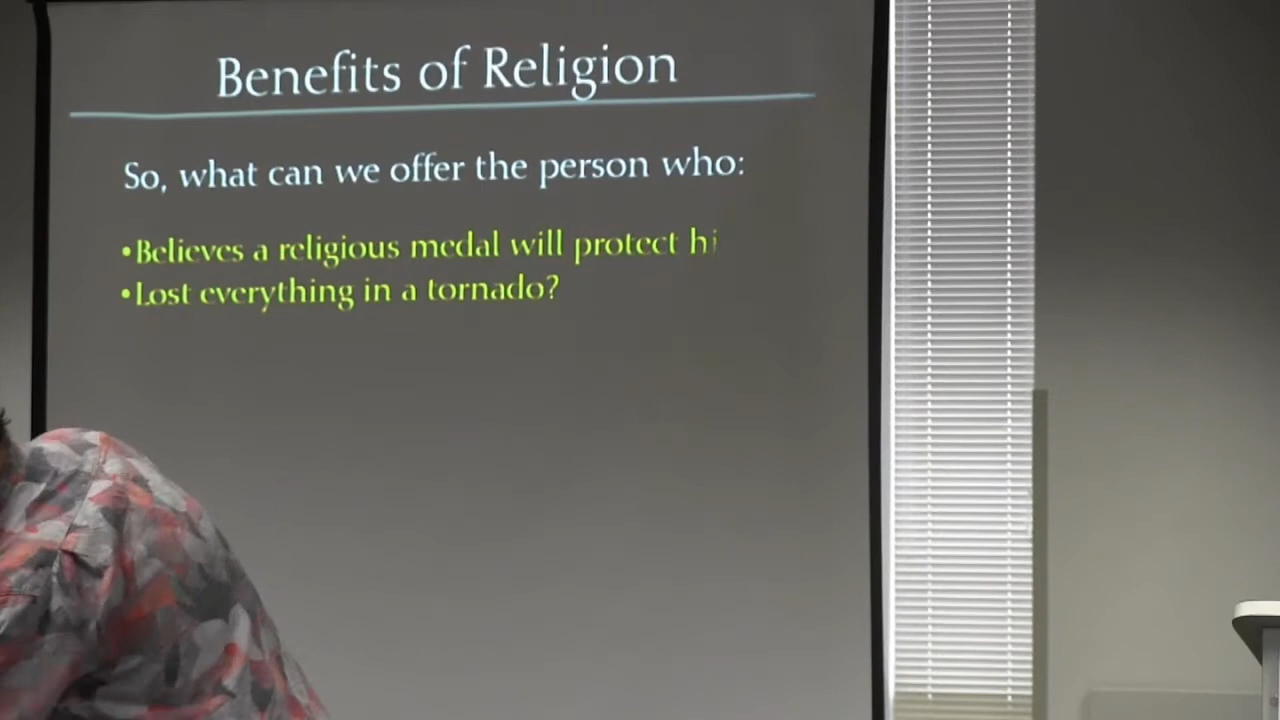 Benefits of Religion
So, what can we offer the person who:
•Believes a religious medal will protect hi
•Lost everything in a tornado?